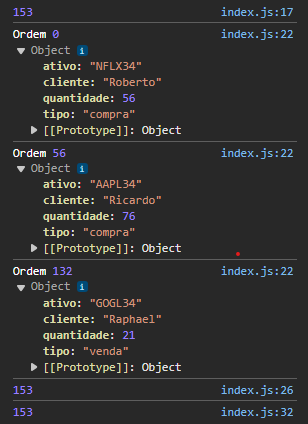 153 index.js:17
Ordem 0 index.js:22
▼ Object i
ativo: "NFLX34"
cliente: "Roberto"
quantidade: 56
tipo: "compra"
▶ [[Prototype]]: Object
Ordem 56 index.js:22
▼ Object i
ativo: "AAPL34"
cliente: "Ricardo"
quantidade: 76
tipo: "compra"
▶ [[Prototype]]: Object
Ordem 132 index.js:22
▼ Object i
ativo: "GOGL34"
cliente: "Raphael"
quantidade: 21
tipo: "venda"
▶ [[Prototype]]: Object
153 index.js:26
153 index.js:32